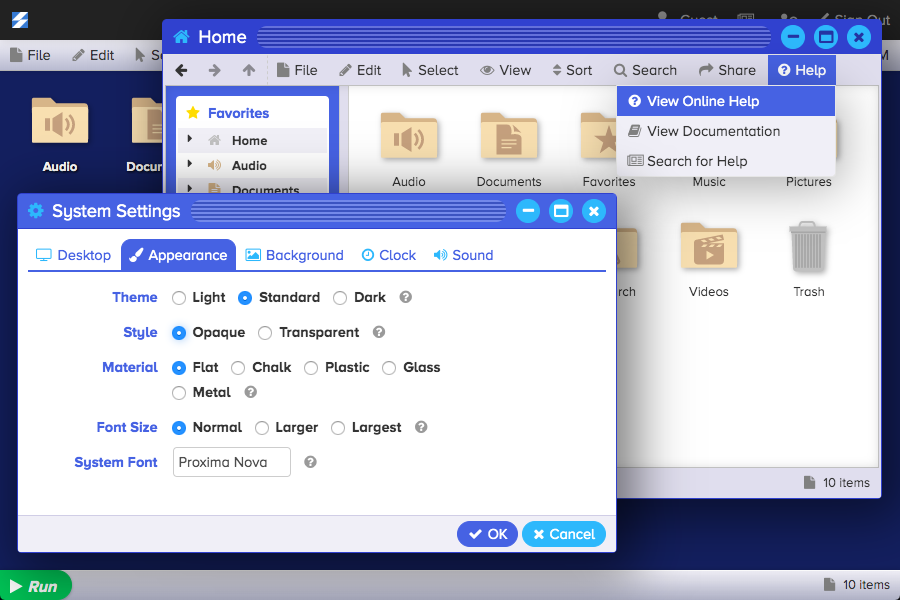 Guest Sign Out
File Edit
Home
File Edit Select View Sort Search Share Help
View Online Help
View Documentation
Search for Help
Favorites
Home
Audio
Documents
Audio
Audio Documents Favorites Music Pictures
Videos Trash
10 items
System Settings
Desktop Appearance Background Clock Sound
Theme Light Standard Dark
Style Opaque Transparent
Material Flat Chalk Plastic Glass
Metal
Font Size Normal Larger Largest
System Font Proxima Nova
OK Cancel
Run
10 items